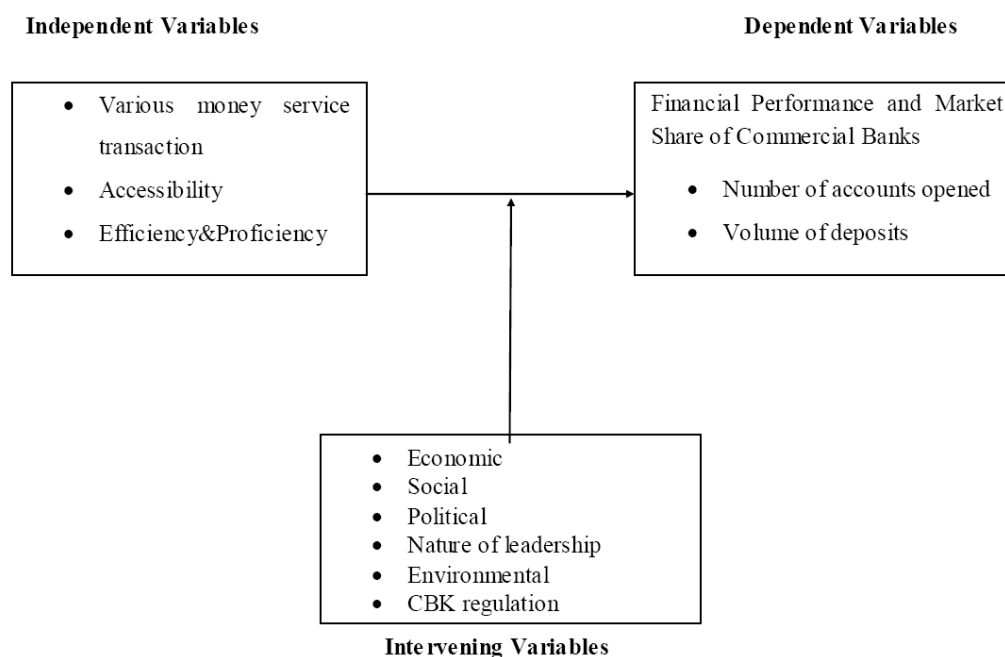 Independent Variables
Dependent Variables
• Various money service
transaction
• Accessibility
• Efficiency&Proficiency
Financial Performance and Market
Share of Commercial Banks
• Number of accounts opened
• Volume of deposits
• Economic
• Social
• Political
• Nature of leadership
• Environmental
• CBK regulation
Intervening Variables